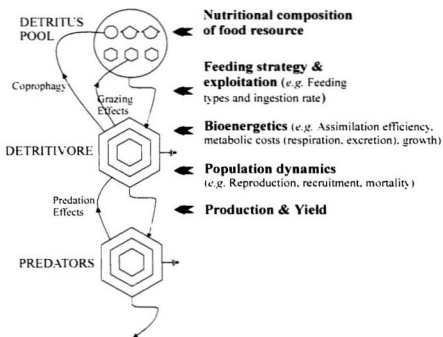 DETRITUS
POOL
Nutritional composition
of food resource
Feeding strategy &
exploitation (e.g. Feeding
types and ingestion rate)
Coprophagy
Grazing
Effects
Bioenergetics (e.g. Assimilation efficiency,
metabolic costs (respiration, excretion), growth)
DETRITIVORE
Population dynamics
(e.g. Reproduction, recruitment, mortality)
Predation
Effects
Production & Yield
PREDATORS